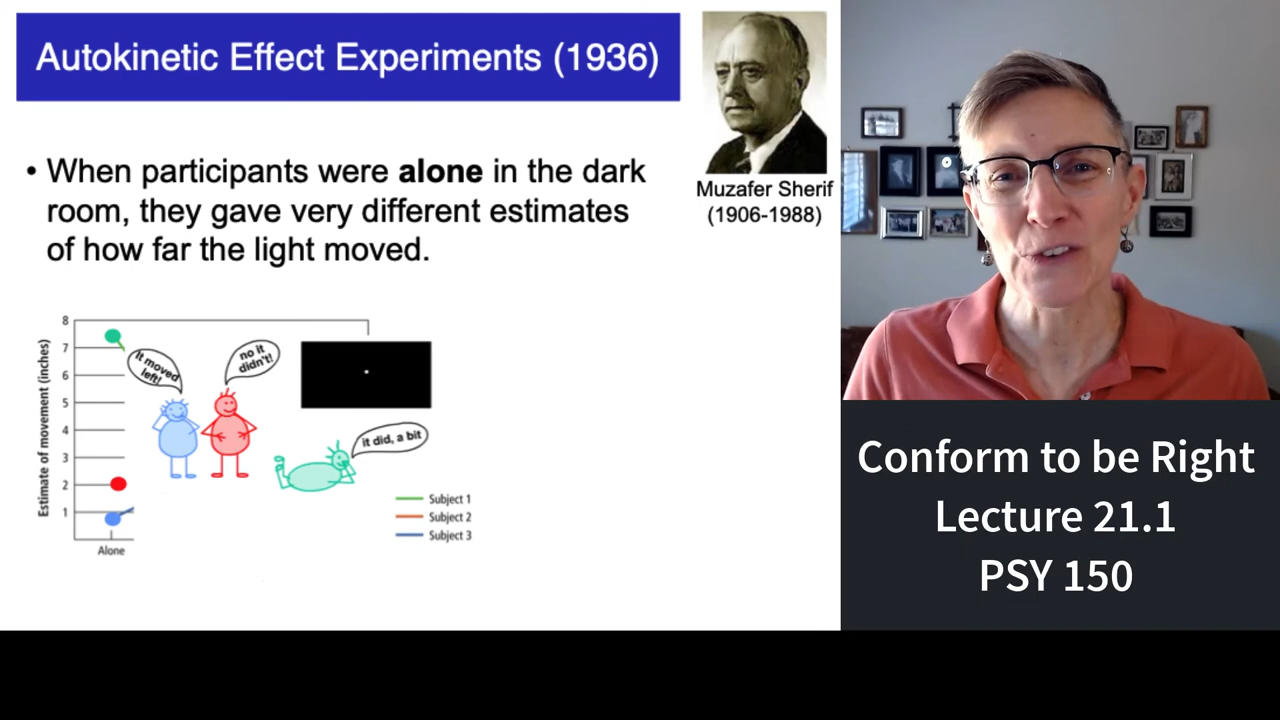 Autokinetic Effect Experiments (1936)
Muzafer Sherif
(1906-1988)
• When participants were alone in the dark
room, they gave very different estimates
of how far the light moved.
Estimate of movement (inches)
8
7
6
5
4
3
2
1
Alone
It moved
left!
no it
didn't!
it did, a bit
Subject 1
Subject 2
Subject 3
Conform to be Right
Lecture 21.1
PSY 150